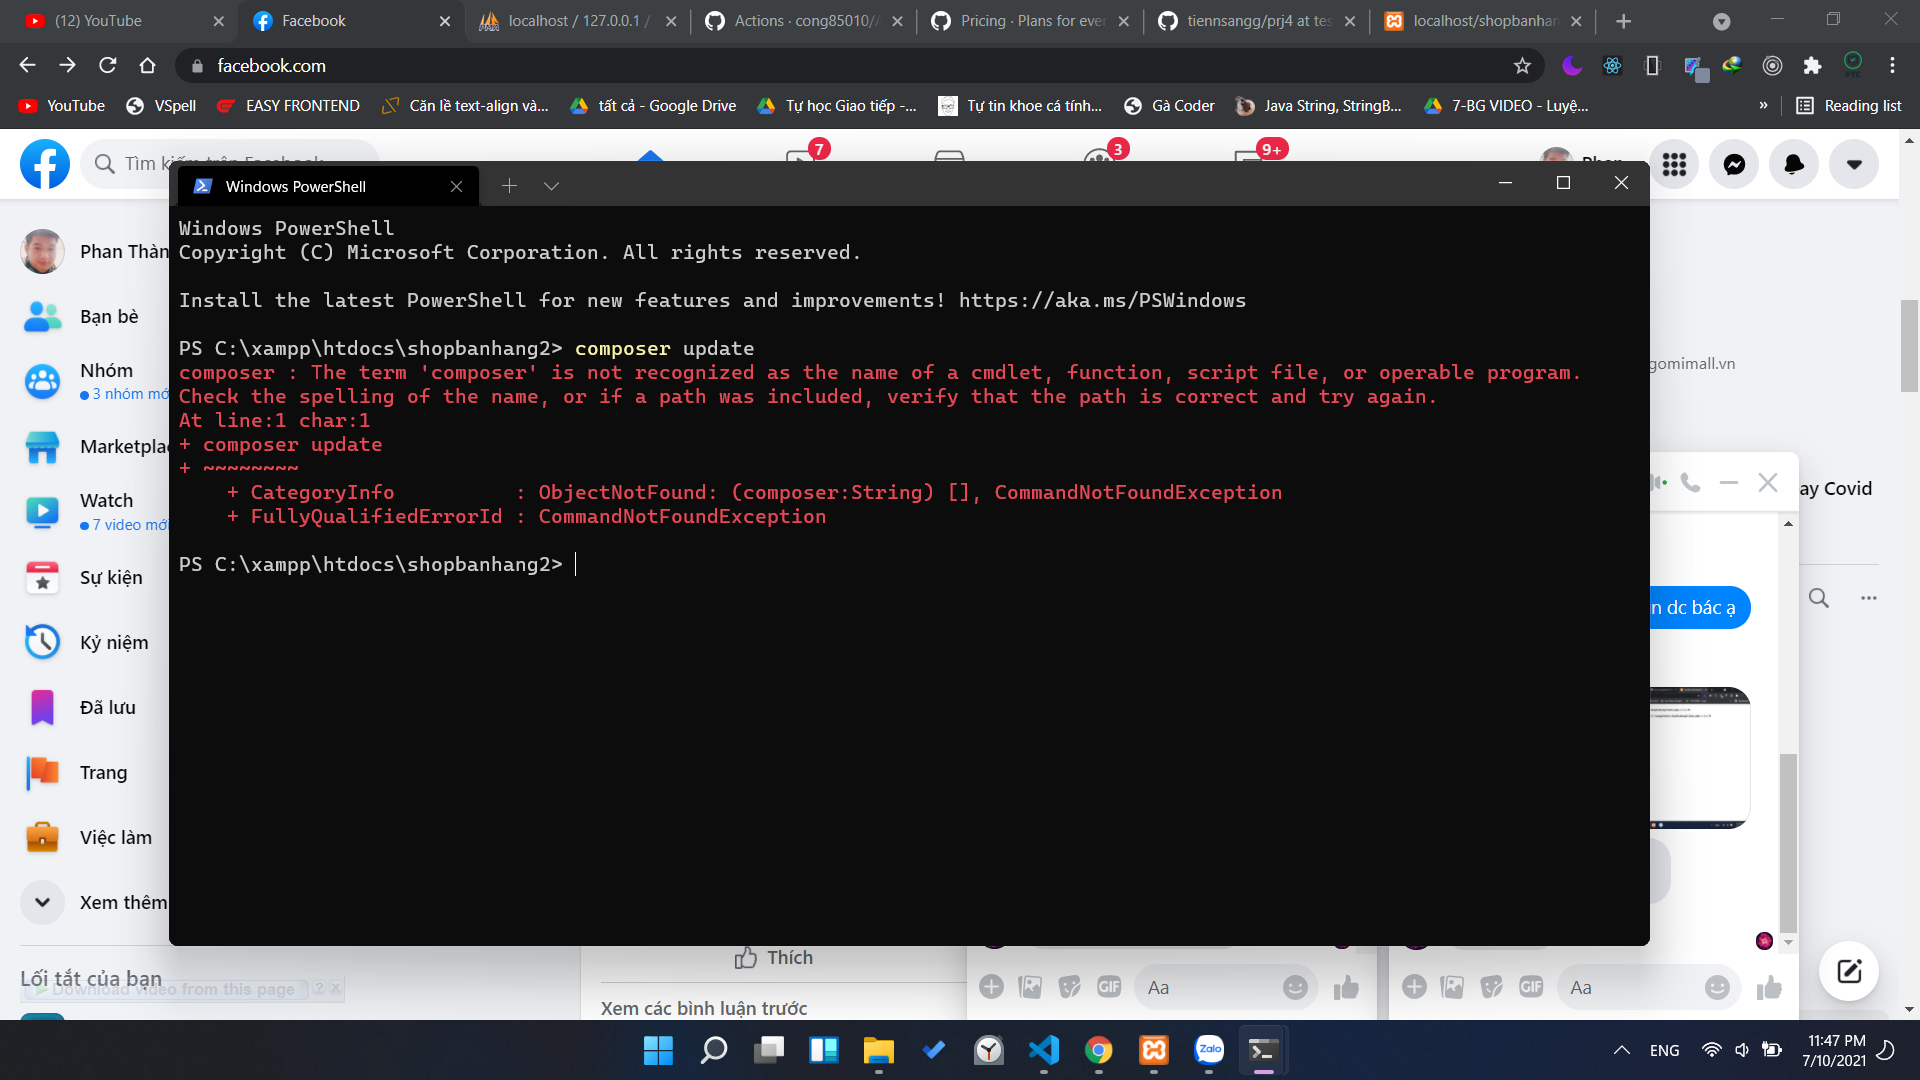 (12) YouTube
Facebook
localhost / 127.0.0.1 /
Actions · cong85010/A
Pricing · Plans for ever
tiennsangg/prj4 at tes
localhost/shopbanhan
facebook.com
YouTube
VSpell
EASY FRONTEND
Căn lề text-align và...
tất cả - Google Drive
Tự học Giao tiếp -...
Tự tin khoe cá tính...
Gà Coder
Java String, StringB...
7-BG VIDEO - Luyệ...
»
Reading list
7
3
9+
Windows PowerShell
Windows PowerShell
Copyright (C) Microsoft Corporation. All rights reserved.
Install the latest PowerShell for new features and improvements! https://aka.ms/PSWindows
PS C:\xampp\htdocs\shopbanhang2> composer update
composer : The term 'composer' is not recognized as the name of a cmdlet, function, script file, or operable program.
Check the spelling of the name, or if a path was included, verify that the path is correct and try again.
At line:1 char:1
+ composer update
+ ~~~~~~~~
+ CategoryInfo : ObjectNotFound: (composer:String) [], CommandNotFoundException
+ FullyQualifiedErrorId : CommandNotFoundException
PS C:\xampp\htdocs\shopbanhang2>
Phan Thàn
Bạn bè
Nhóm
3 nhóm mớ
Marketplac
Watch
7 video mới
Sự kiện
Kỷ niệm
Đã lưu
Trang
Việc làm
Xem thêm
Lối tắt của bạn
Download video from this page
gomimall.vn
ay Covid
n dc bác ạ
Thích
Xem các bình luận trước
GIF
Aa
GIF
Aa
Zalo
ENG
11:47 PM
7/10/2021